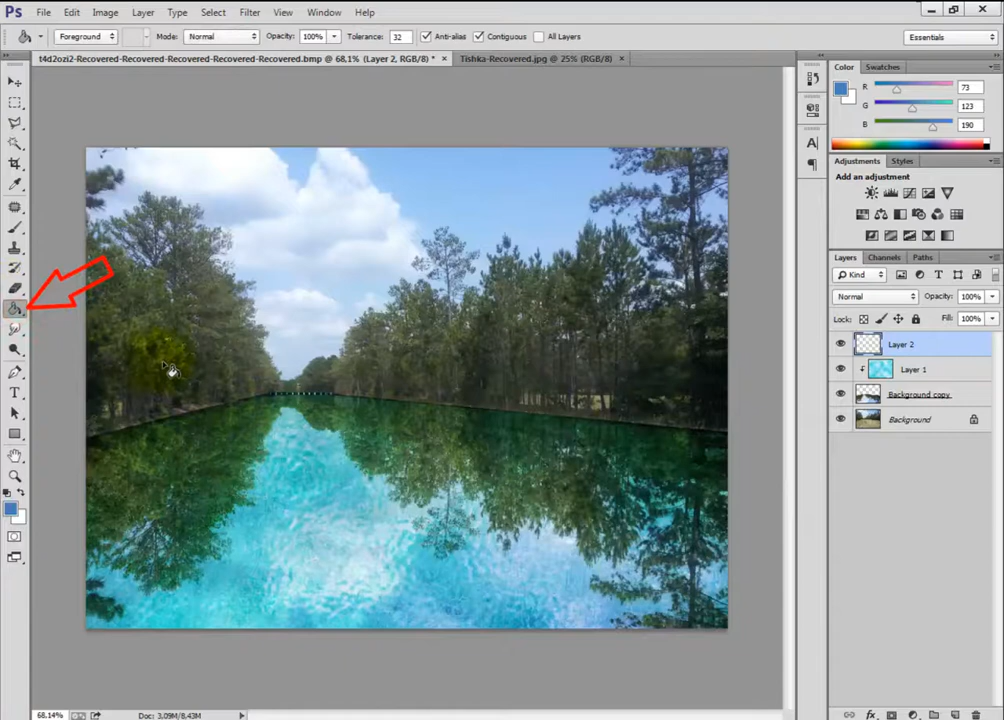 Ps File Edit Image Layer Type Select Filter View Window Help
Foreground Mode: Normal Opacity: 100% Tolerance: 32 Anti-alias Contiguous All Layers Essentials
t4d2ozi2-Recovered-Recovered-Recovered-Recovered-Recovered.bmp @ 68,1% (Layer 2, RGB/8) * × Tishka-Recovered.jpg @ 25% (RGB/8) ×
Color Swatches
R 73
G 123
B 190
Adjustments Styles
Add an adjustment
Layers Channels Paths
Kind
Normal Opacity: 100%
Lock: Fill: 100%
Layer 2
Layer 1
Background copy
Background
68.14% Doc: 3,09M/8,43M